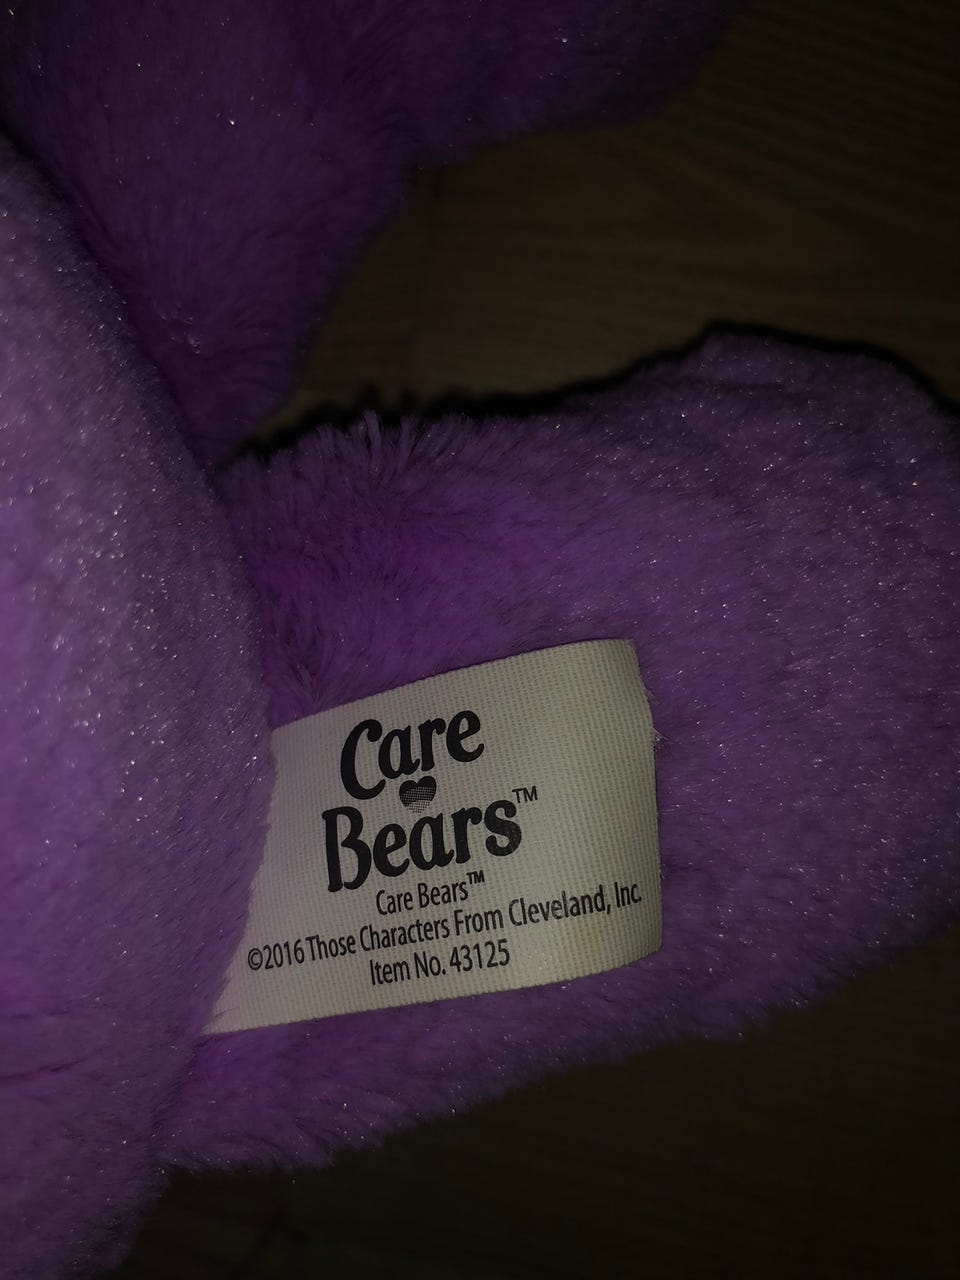 Care
Bears™
Care Bears™
©2016 Those Characters From Cleveland, Inc.
Item No. 43125